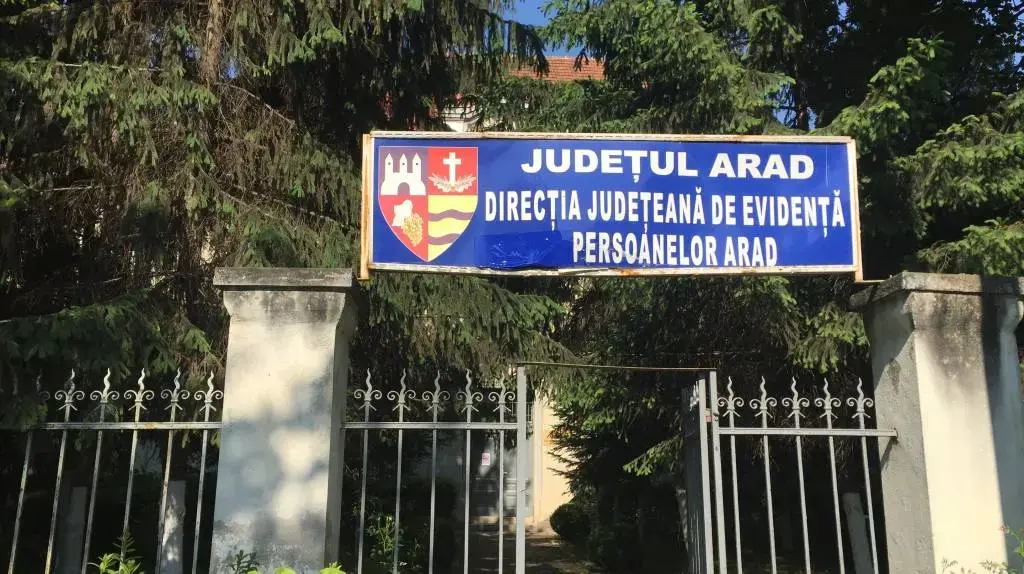 JUDEȚUL ARAD
DIRECȚIA JUDEȚEANĂ DE EVIDENȚĂ
PERSOANELOR ARAD